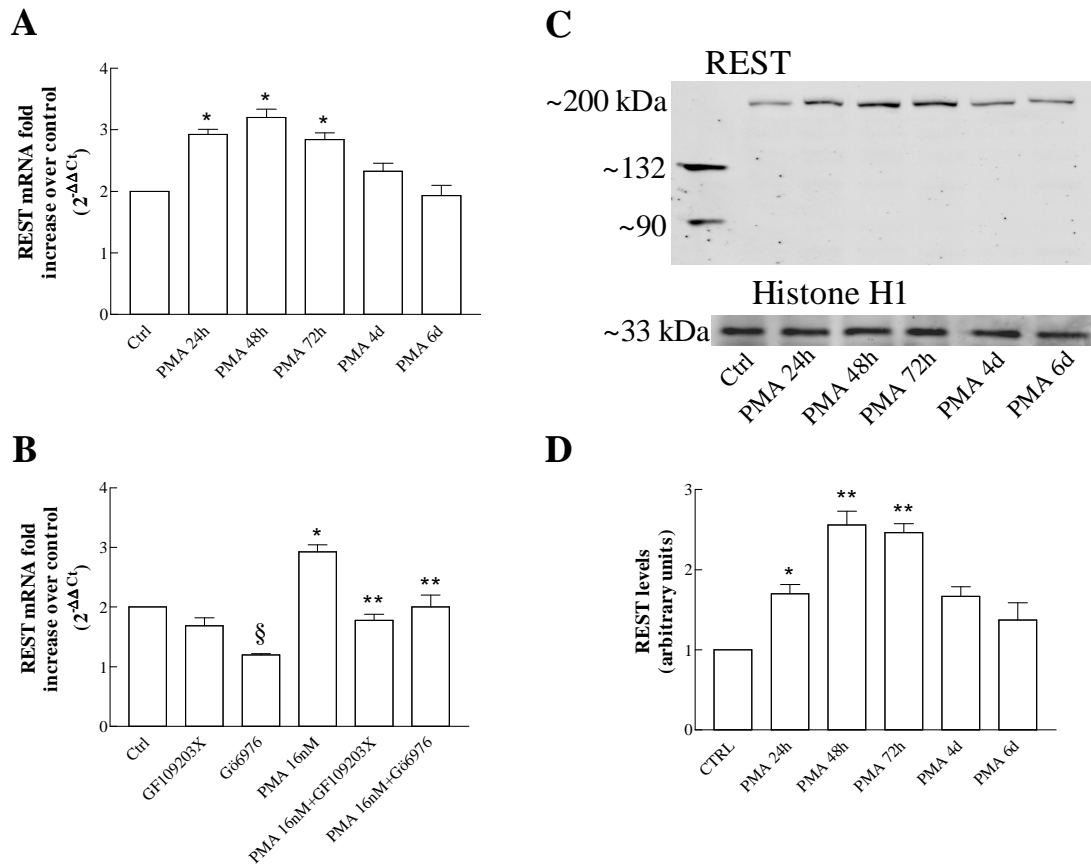 A
REST mRNA fold
increase over control
(2-ΔΔCt)
4
3
2
1
0
*
*
*
Ctrl
PMA 24h
PMA 48h
PMA 72h
PMA 4d
PMA 6d
C
REST
~200 kDa
~132
~90
Histone H1
~33 kDa
Ctrl
PMA 24h
PMA 48h
PMA 72h
PMA 4d
PMA 6d
B
REST mRNA fold
increase over control
(2-ΔΔCt)
4
3
2
1
0
§
*
**
**
Ctrl
GF109203X
Gö6976
PMA 16nM
PMA 16nM+GF109203X
PMA 16nM+Gö6976
D
REST levels
(arbitrary units)
3
2
1
0
*
**
**
CTRL
PMA 24h
PMA 48h
PMA 72h
PMA 4d
PMA 6d